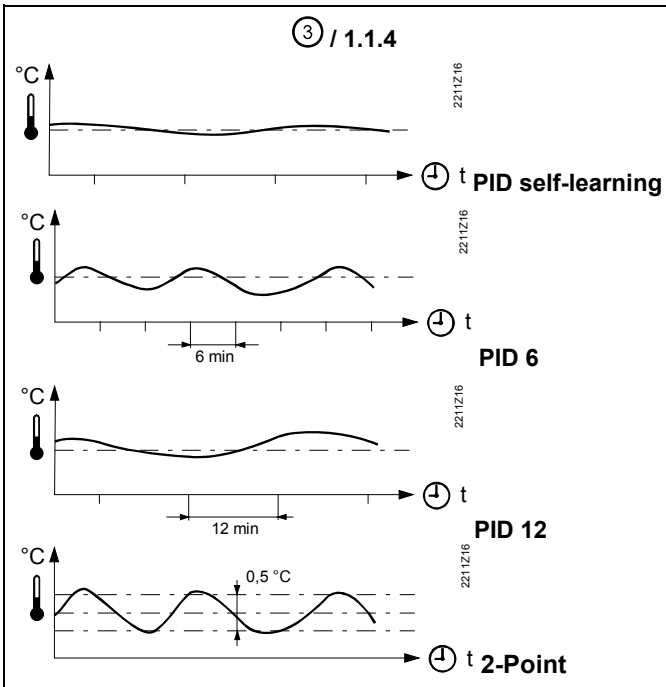 3 / 1.1.4
°C
2211Z16
t PID self-learning
°C
2211Z16
t
6 min
PID 6
°C
2211Z16
t
12 min
PID 12
°C
2211Z16
0,5 °C
t 2-Point